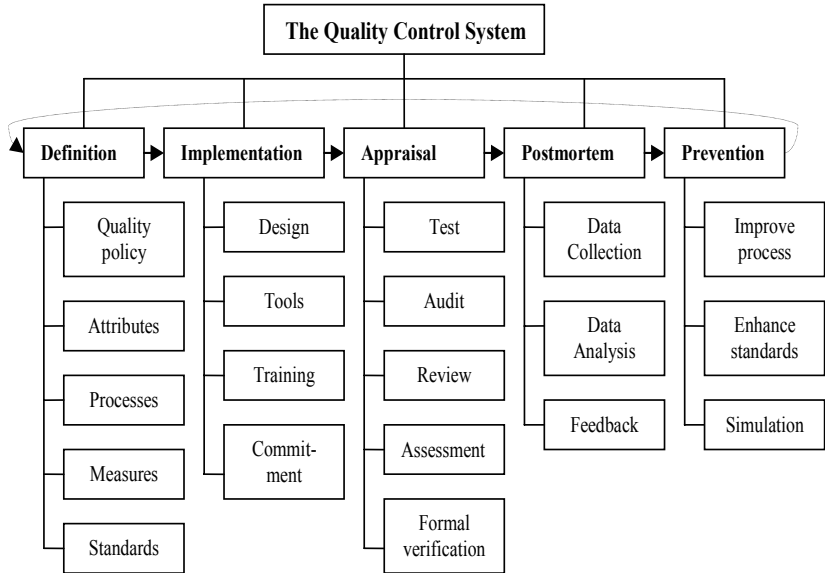 The Quality Control System
Definition
Implementation
Appraisal
Postmortem
Prevention
Quality
policy
Attributes
Processes
Measures
Standards
Design
Tools
Training
Commit-
ment
Test
Audit
Review
Assessment
Formal
verification
Data
Collection
Data
Analysis
Feedback
Improve
process
Enhance
standards
Simulation